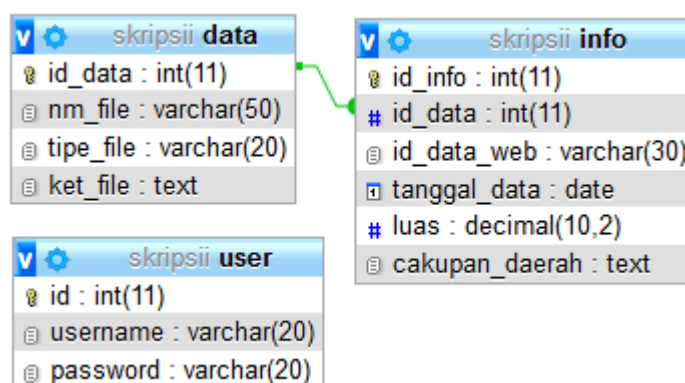 skripsii data
id_data : int(11)
nm_file : varchar(50)
tipe_file : varchar(20)
ket_file : text
skripsii info
id_info : int(11)
id_data : int(11)
id_data_web : varchar(30)
tanggal_data : date
luas : decimal(10,2)
cakupan_daerah : text
skripsii user
id : int(11)
username : varchar(20)
password : varchar(20)